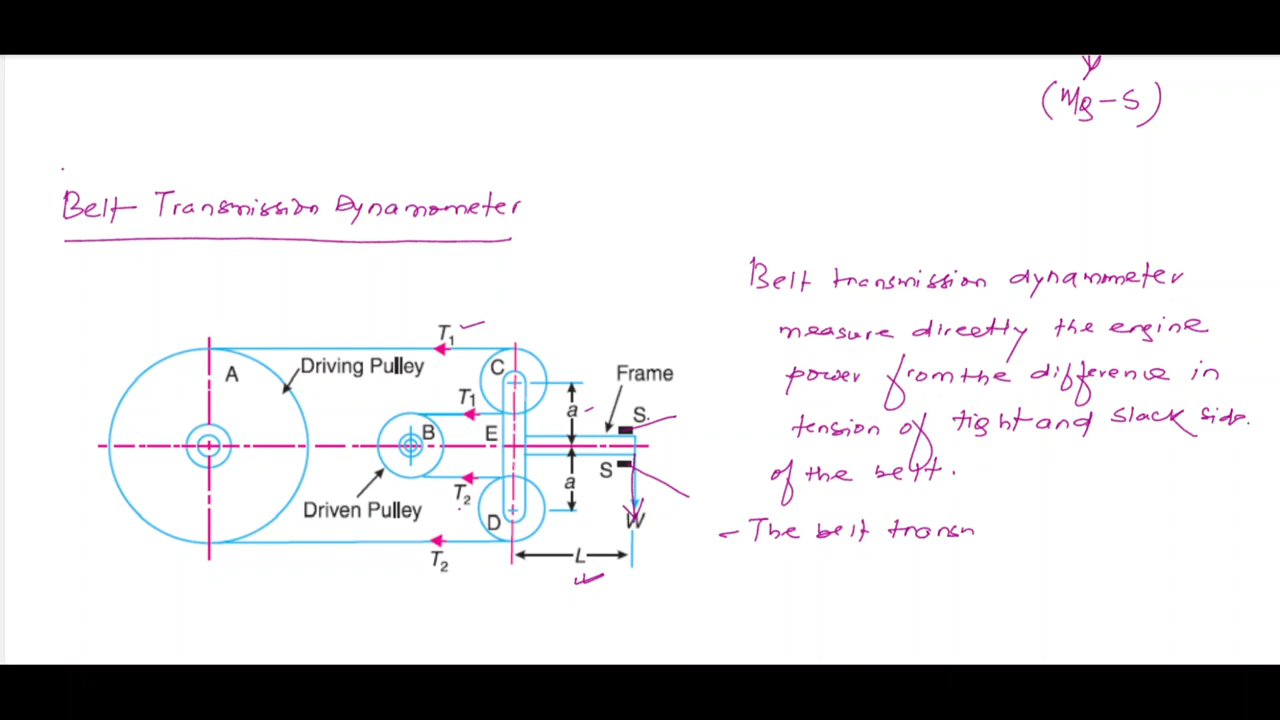 (Mg-S)
Belt Transmission Dynamometer
Belt transmission dynamometer
measure directly the engine
power from the difference in
tension of tight and slack side
of the belt.
- The belt transn
T1
A
Driving Pulley
C
Frame
T1
a
S.
B
E
a
S
Driven Pulley
T2
D
W
T2
L